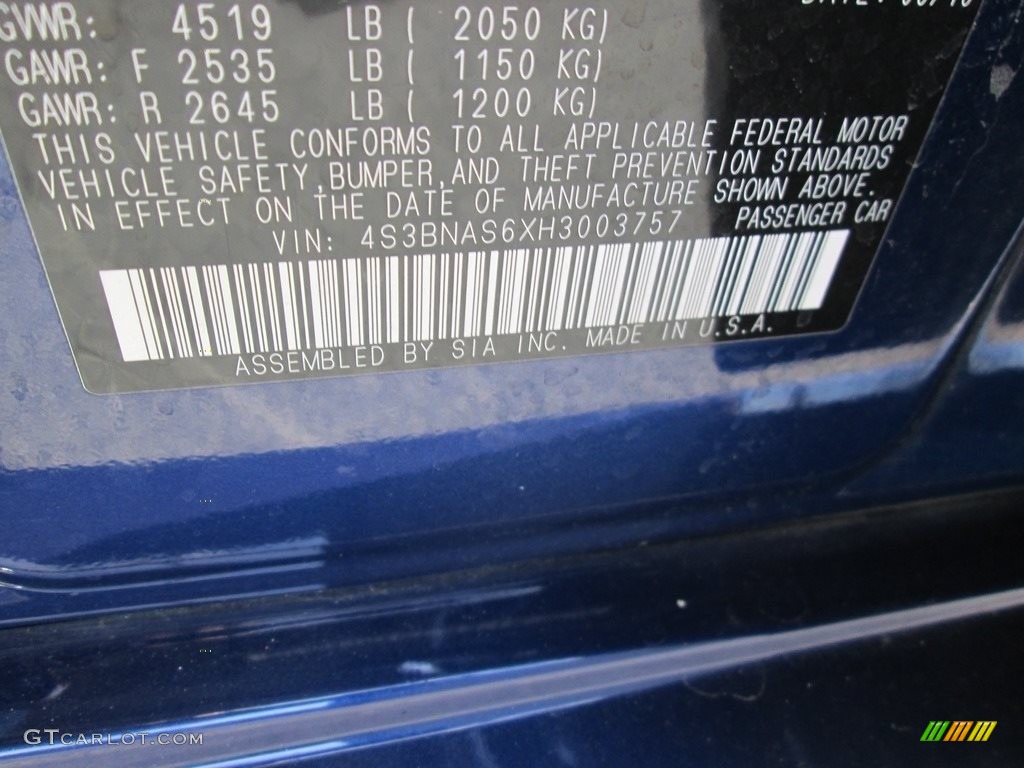 GVWR: 4519 LB ( 2050 KG)
GAWR: F 2535 LB ( 1150 KG)
GAWR: R 2645 LB ( 1200 KG)
THIS VEHICLE CONFORMS TO ALL APPLICABLE FEDERAL MOTOR
VEHICLE SAFETY,BUMPER,AND THEFT PREVENTION STANDARDS
IN EFFECT ON THE DATE OF MANUFACTURE SHOWN ABOVE.
VIN: 4S3BNAS6XH3003757 PASSENGER CAR
ASSEMBLED BY SIA INC. MADE IN U.S.A.
GTCARLOT.COM